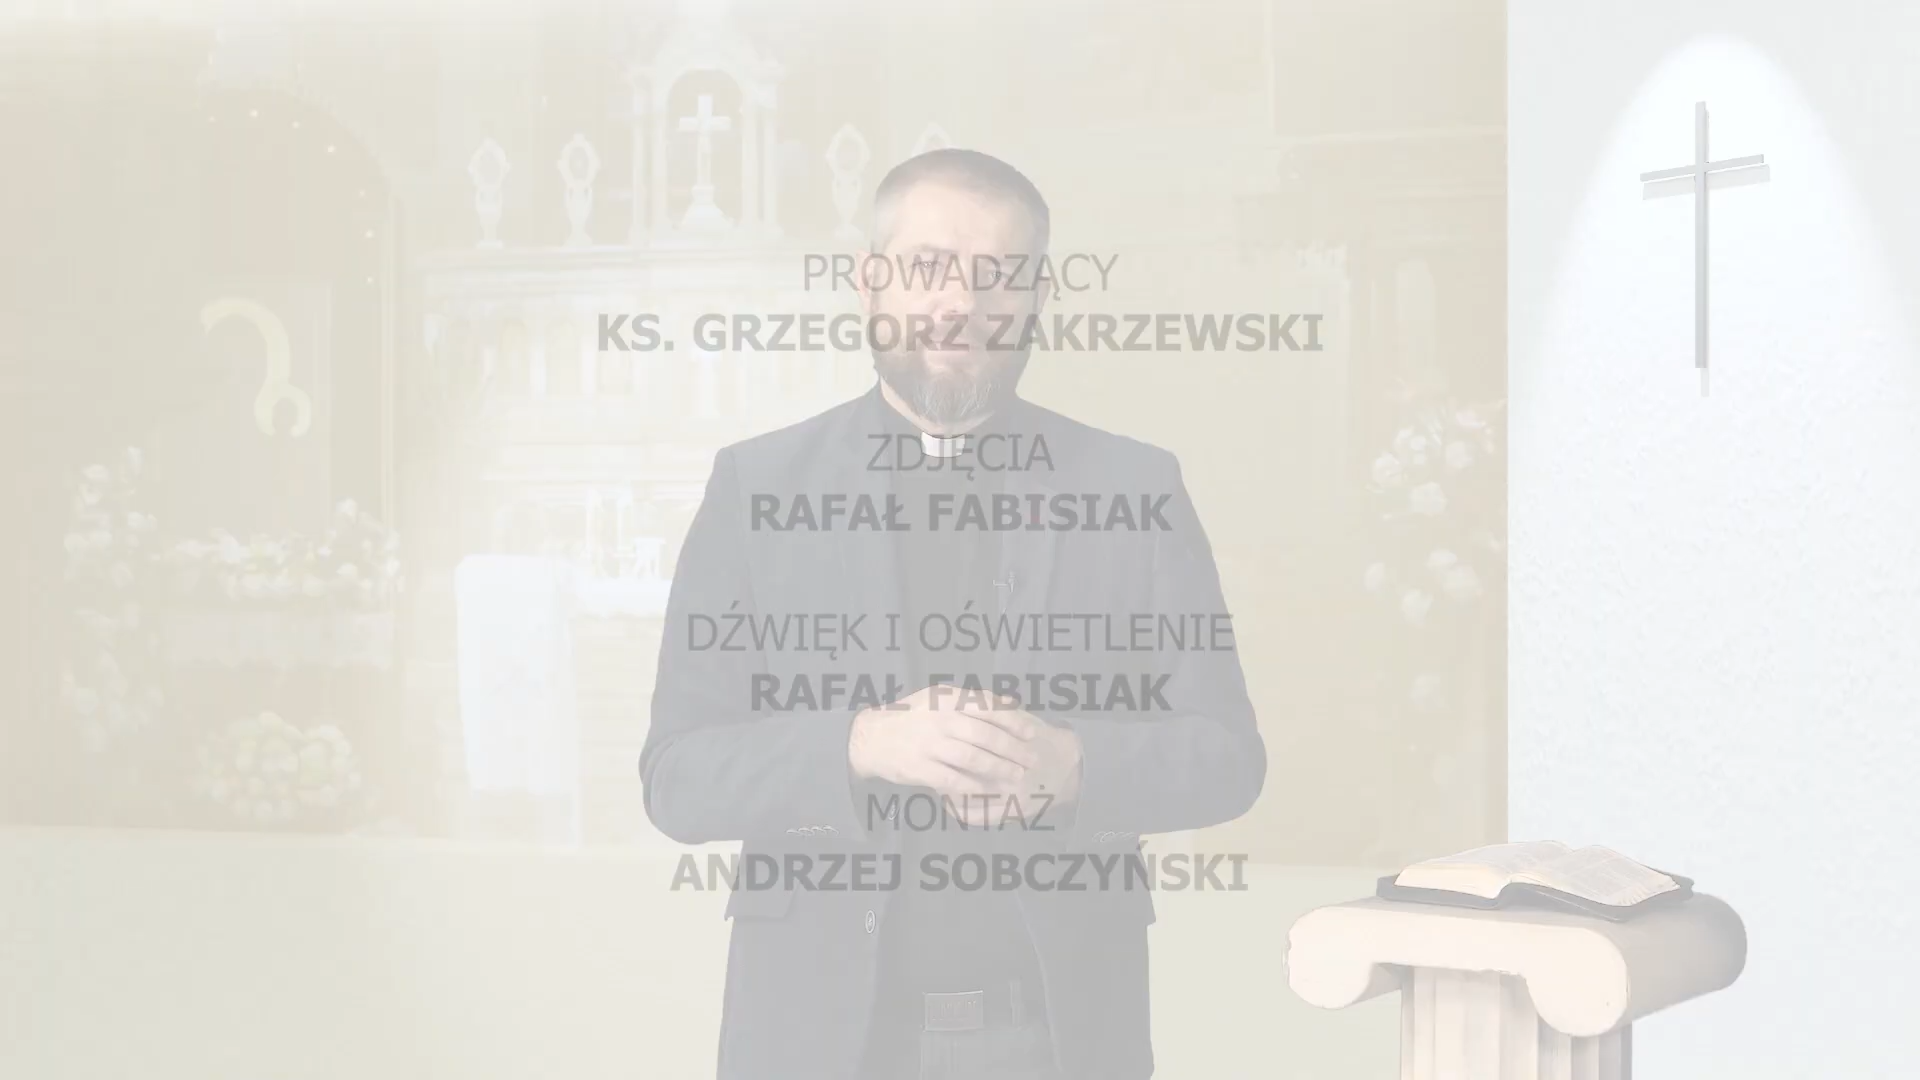 PROWADZĄCY
KS. GRZEGORZ ZAKRZEWSKI
ZDJĘCIA
RAFAŁ FABISIAK
DŹWIĘK I OŚWIETLENIE
RAFAŁ FABISIAK
MONTAŻ
ANDRZEJ SOBCZYŃSKI